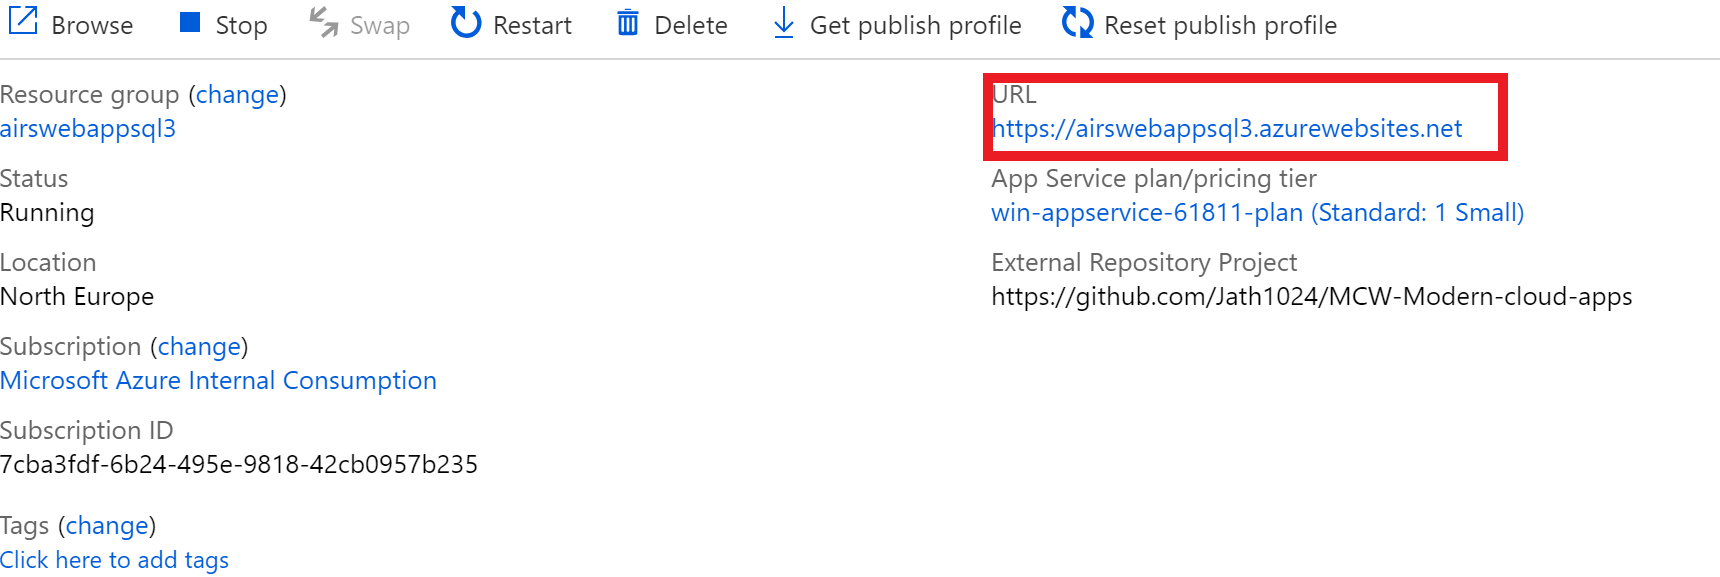 Browse Stop Swap Restart Delete Get publish profile Reset publish profile
Resource group (change)
airswebappsql3
Status
Running
Location
North Europe
Subscription (change)
Microsoft Azure Internal Consumption
Subscription ID
7cba3fdf-6b24-495e-9818-42cb0957b235
Tags (change)
Click here to add tags
URL
https://airswebappsql3.azurewebsites.net
App Service plan/pricing tier
win-appservice-61811-plan (Standard: 1 Small)
External Repository Project
https://github.com/Jath1024/MCW-Modern-cloud-apps